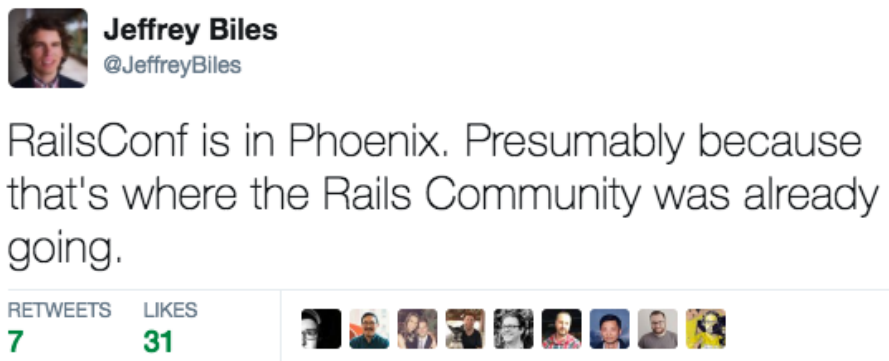 Jeffrey Biles
@JeffreyBiles
RailsConf is in Phoenix. Presumably because
that's where the Rails Community was already
going.
RETWEETS LIKES
7 31